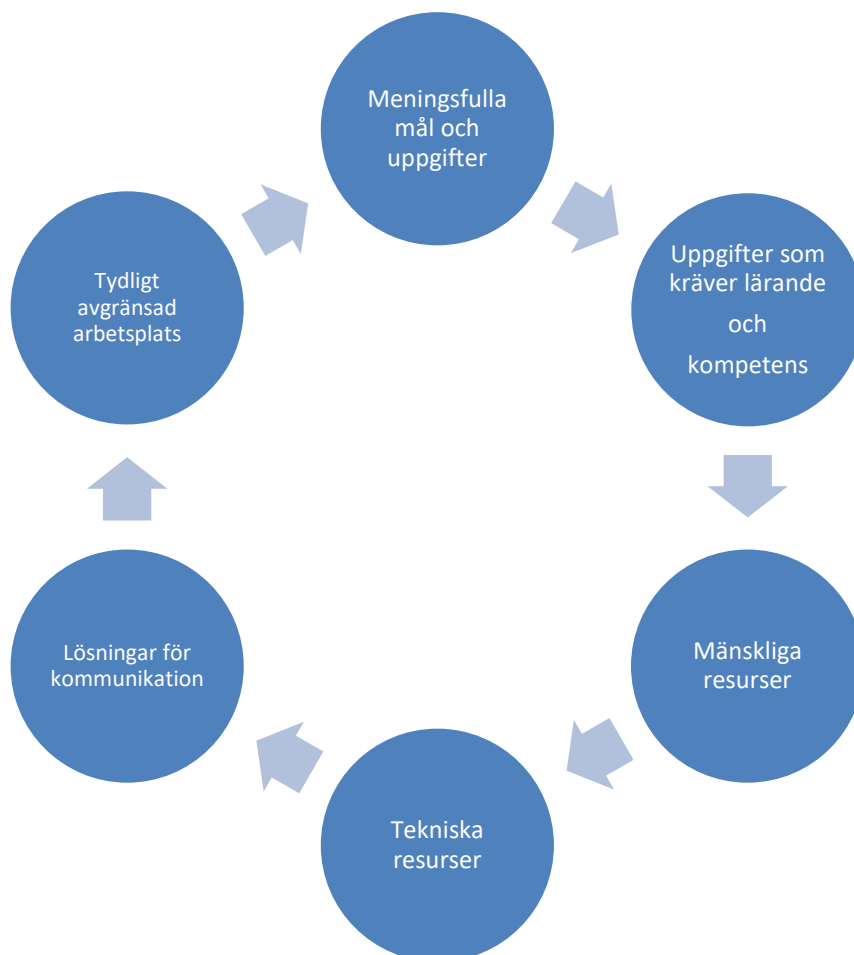 Meningsfulla
mål och
uppgifter
Uppgifter som
kräver lärande
och
kompetens
Mänskliga
resurser
Tekniska
resurser
Lösningar för
kommunikation
Tydligt
avgränsad
arbetsplats